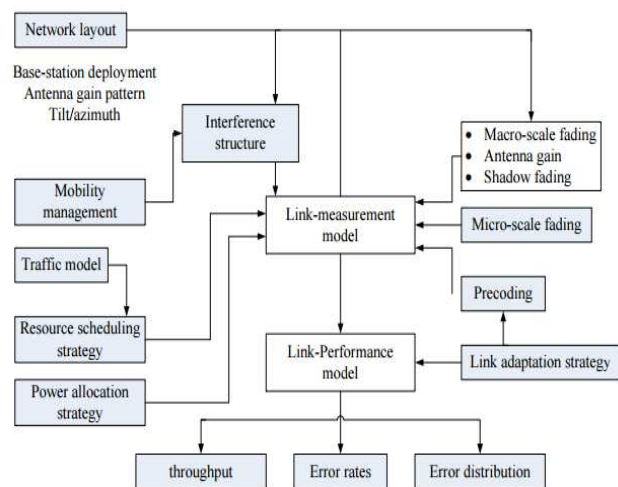 Network layout
Base-station deployment
Antenna gain pattern
Tilt/azimuth
Interference
structure
• Macro-scale fading
• Antenna gain
• Shadow fading
Mobility
management
Link-measurement
model
Micro-scale fading
Traffic model
Precoding
Resource scheduling
strategy
Link-Performance
model
Link adaptation strategy
Power allocation
strategy
throughput
Error rates
Error distribution